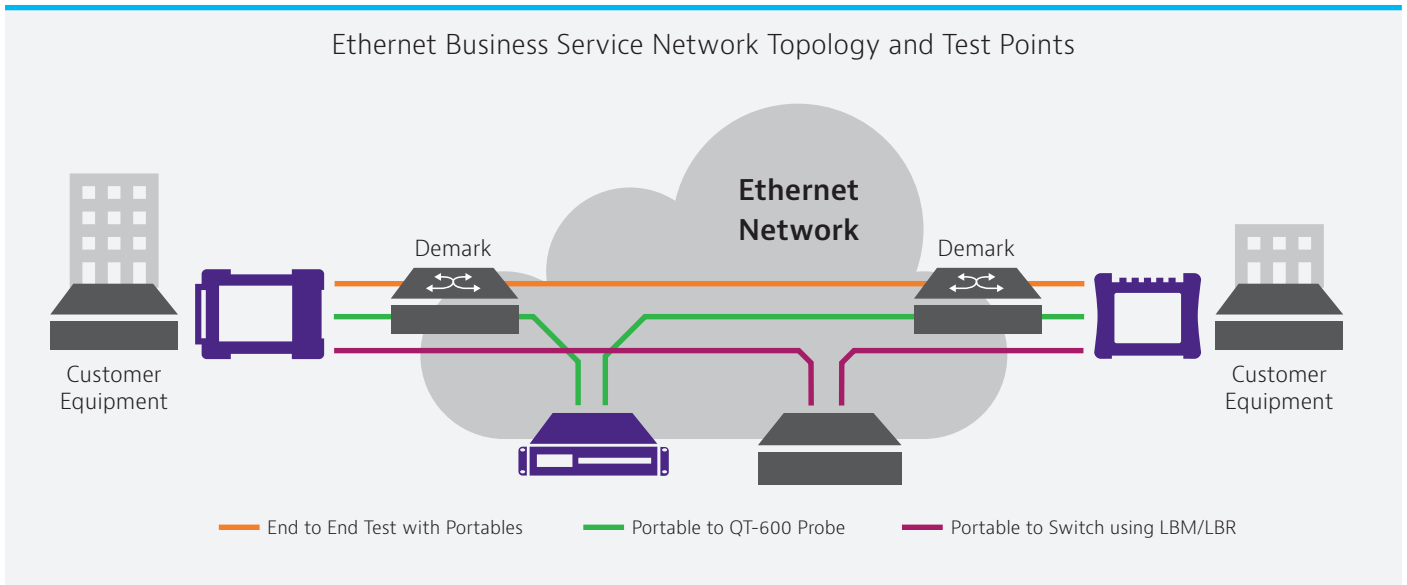 Ethernet Business Service Network Topology and Test Points
Ethernet
Network
Demark
Demark
Customer
Equipment
Customer
Equipment
End to End Test with Portables
Portable to QT-600 Probe
Portable to Switch using LBM/LBR